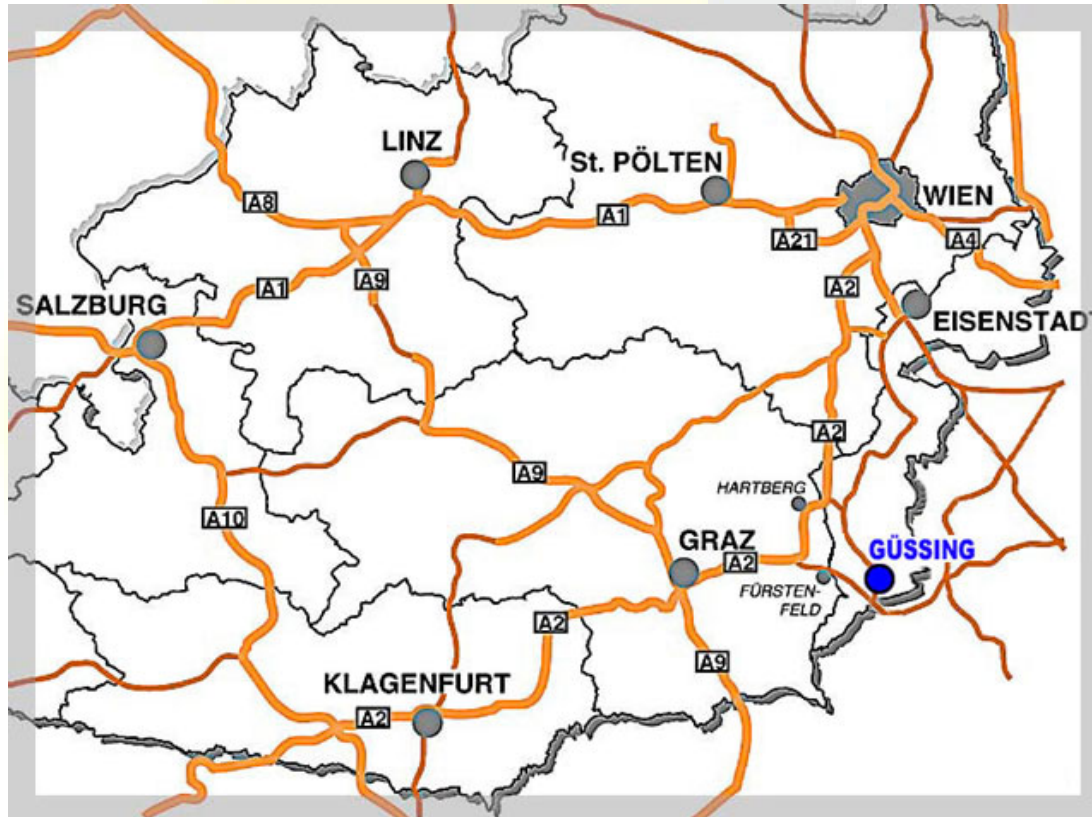 LINZ
St. PÖLTEN
WIEN
A8
A1
A21
A4
A9
A1
A2
SALZBURG
EISENSTADT
A2
A9
HARTBERG
A10
GRAZ
A2
GÜSSING
FÜRSTEN-
FELD
A2
A9
KLAGENFURT
A2